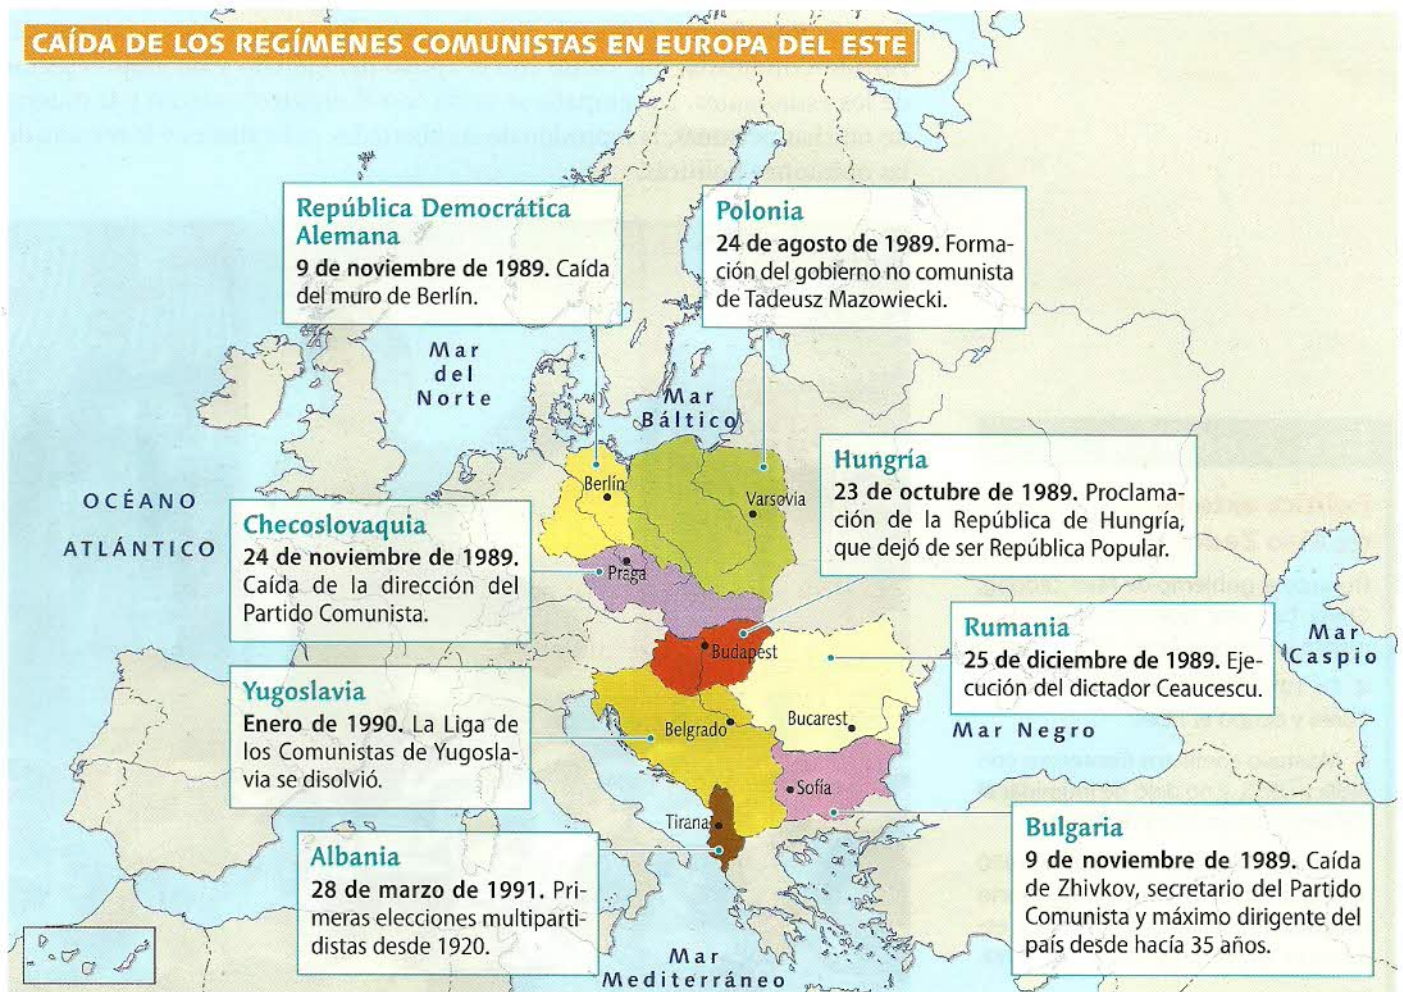 CAÍDA DE LOS REGÍMENES COMUNISTAS EN EUROPA DEL ESTE
República Democrática
Alemana
9 de noviembre de 1989. Caída
del muro de Berlín.
Polonia
24 de agosto de 1989. Forma-
ción del gobierno no comunista
de Tadeusz Mazowiecki.
Mar
del
Norte
Mar
Báltico
Hungría
23 de octubre de 1989. Proclama-
ción de la República de Hungría,
que dejó de ser República Popular.
OCÉANO
ATLÁNTICO
Checoslovaquia
24 de noviembre de 1989.
Caída de la dirección del
Partido Comunista.
Berlín
Varsovia
Praga
Budapest
Rumania
25 de diciembre de 1989. Eje-
cución del dictador Ceaucescu.
Mar
Caspio
Yugoslavia
Enero de 1990. La Liga de
los Comunistas de Yugosla-
via se disolvió.
Belgrado
Bucarest
Mar Negro
Sofía
Tirana
Albania
28 de marzo de 1991. Pri-
meras elecciones multiparti-
distas desde 1920.
Bulgaria
9 de noviembre de 1989. Caída
de Zhivkov, secretario del Partido
Comunista y máximo dirigente del
país desde hacía 35 años.
Mar
Mediterráneo